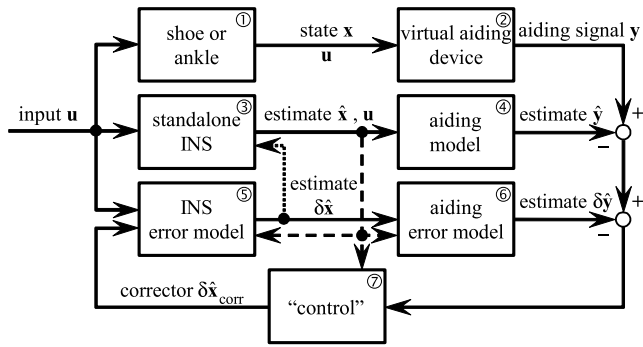 ①
shoe or
ankle
state x
u
②
virtual aiding
device
aiding signal y
input u
③
standalone
INS
estimate x̂ , u
④
aiding
model
estimate ŷ
+
−
⑤
INS
error model
estimate
δx̂
⑥
aiding
error model
estimate δŷ
+
−
corrector δx̂corr
⑦
“control”